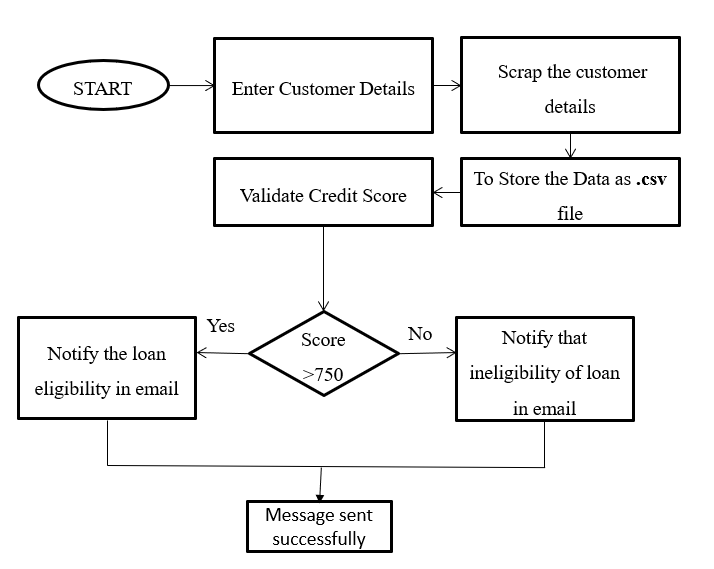 START
Enter Customer Details
Scrap the customer
details
To Store the Data as .csv
file
Validate Credit Score
Score
>750
Yes
No
Notify the loan
eligibility in email
Notify that
ineligibility of loan
in email
Message sent
successfully